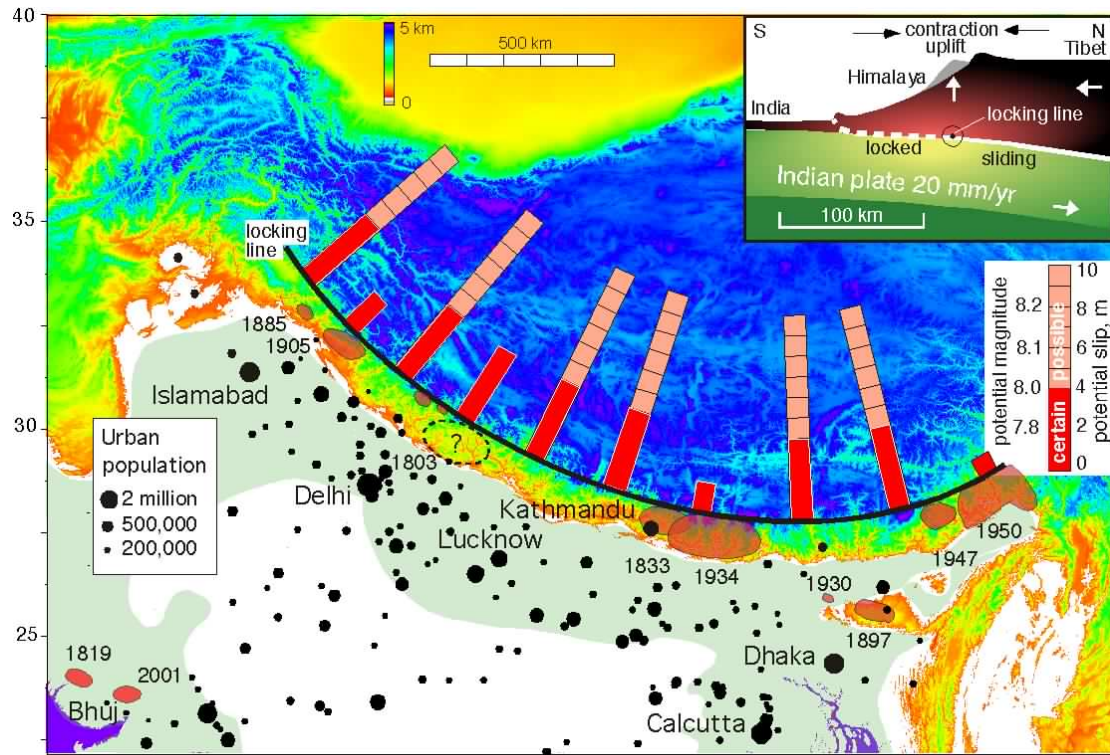 40
35
30
25
5 km
0
500 km
S
contraction
uplift
N
Tibet
Himalaya
India
locking line
locked
sliding
Indian plate 20 mm/yr
100 km
locking
line
potential magnitude
8.2
8.1
8.0
7.8
certain possible
10
8
6
4
2
0
potential slip, m
1885
1905
Islamabad
Urban
population
2 million
500,000
200,000
?
1803
Delhi
Kathmandu
Lucknow
1833
1934
1930
1947
1950
1897
Dhaka
1819
2001
Bhuj
Calcutta